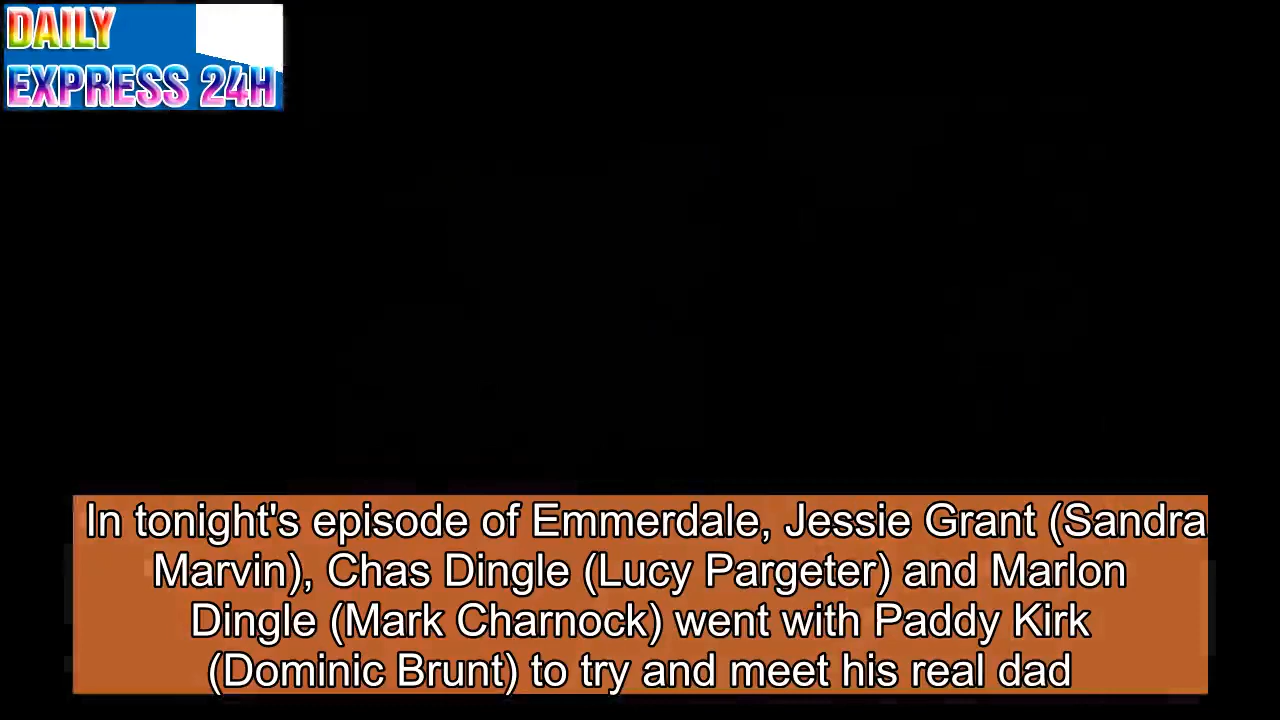 DAILY
EXPRESS 24H
In tonight's episode of Emmerdale, Jessie Grant (Sandra
Marvin), Chas Dingle (Lucy Pargeter) and Marlon
Dingle (Mark Charnock) went with Paddy Kirk
(Dominic Brunt) to try and meet his real dad